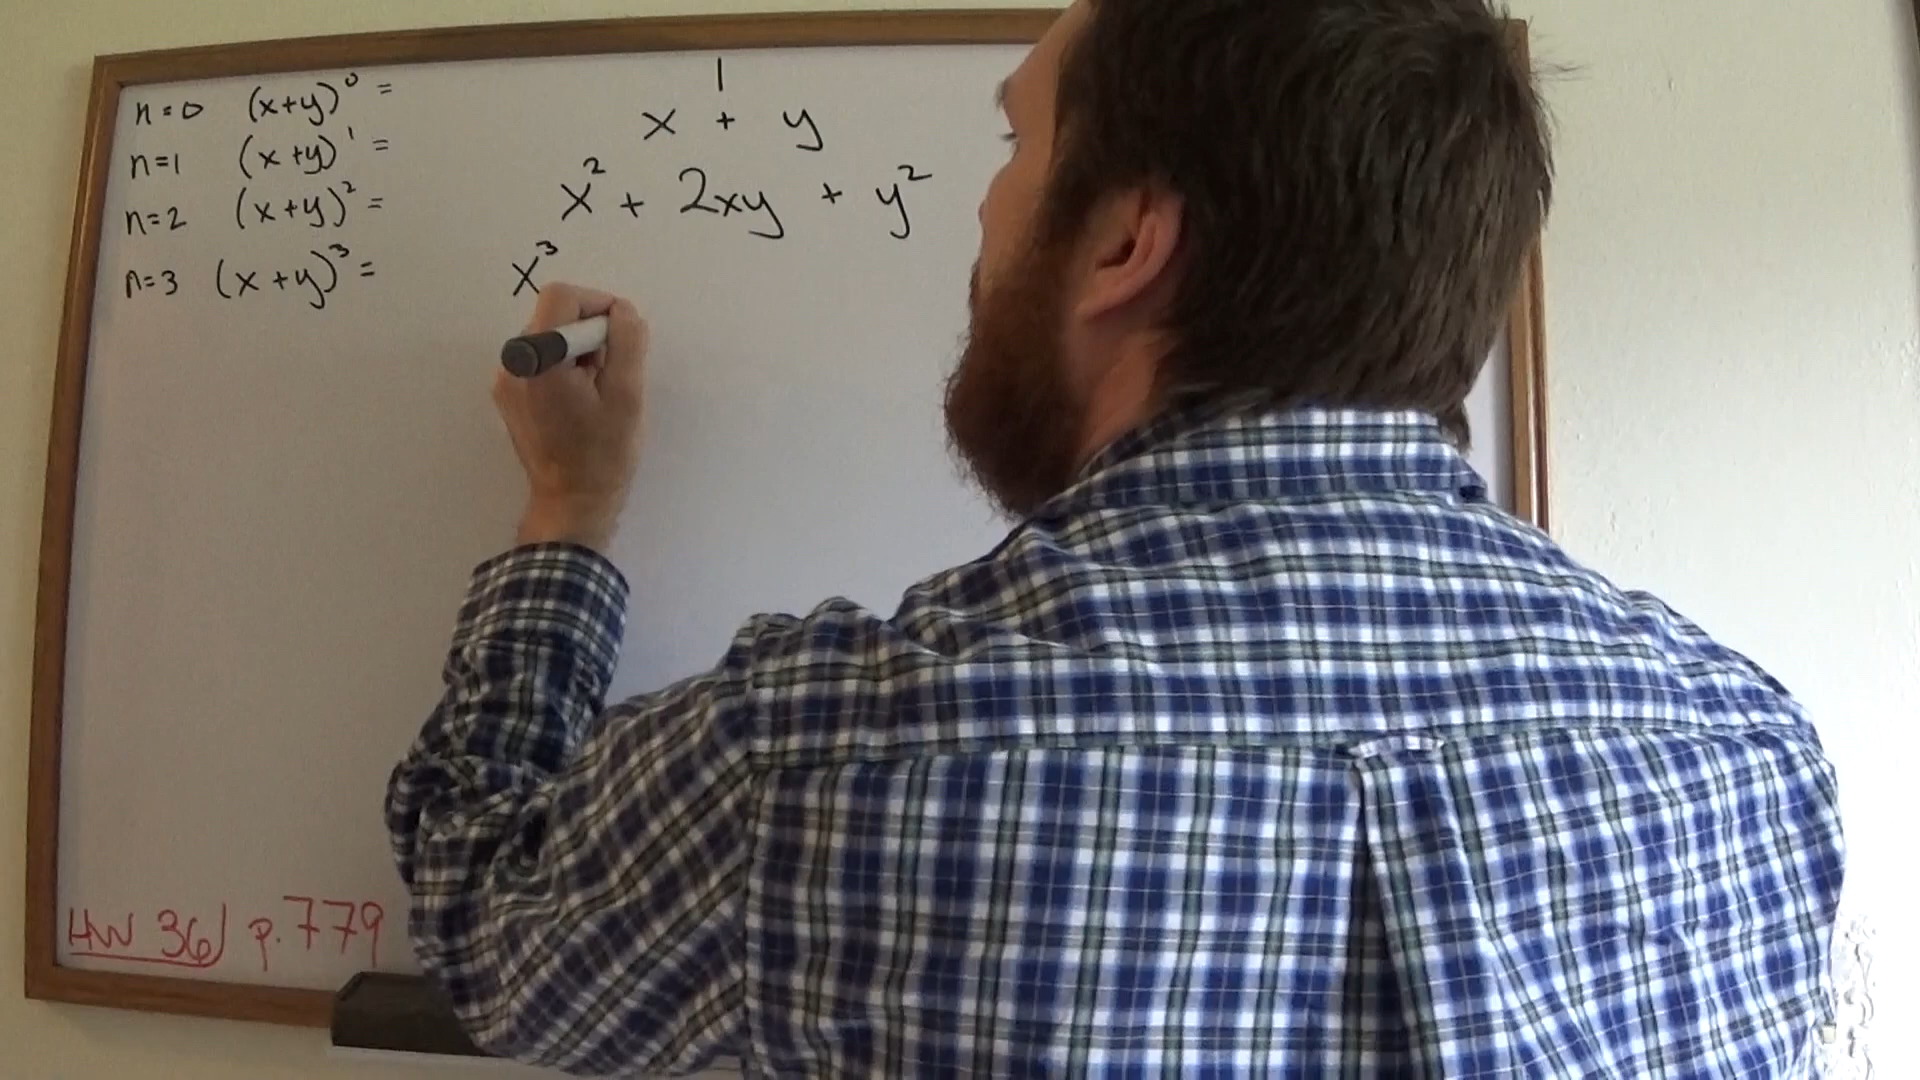 n=0 (x+y)⁰ = 1
n=1 (x+y)¹ = x + y
n=2 (x+y)² = x² + 2xy + y²
n=3 (x+y)³ = x³
HW 36) p.779